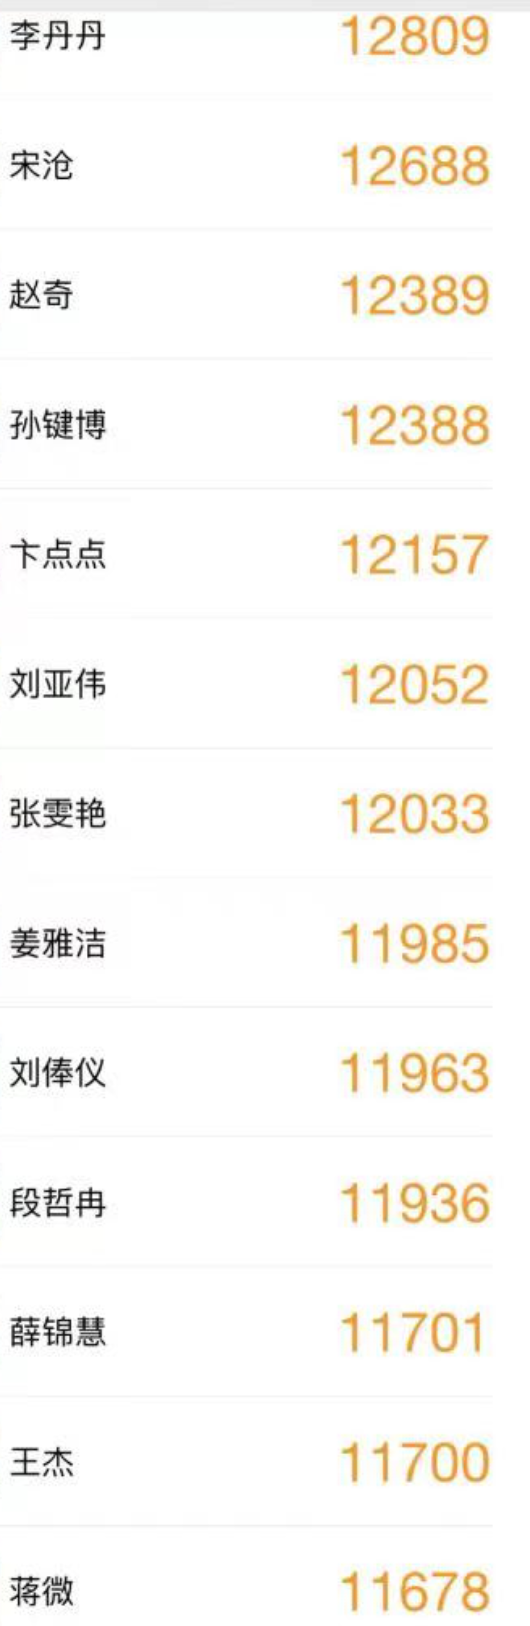 李丹丹 12809
宋沧 12688
赵奇 12389
孙键博 12388
卞点点 12157
刘亚伟 12052
张雯艳 12033
姜雅洁 11985
刘俸仪 11963
段哲冉 11936
薛锦慧 11701
王杰 11700
蒋微 11678